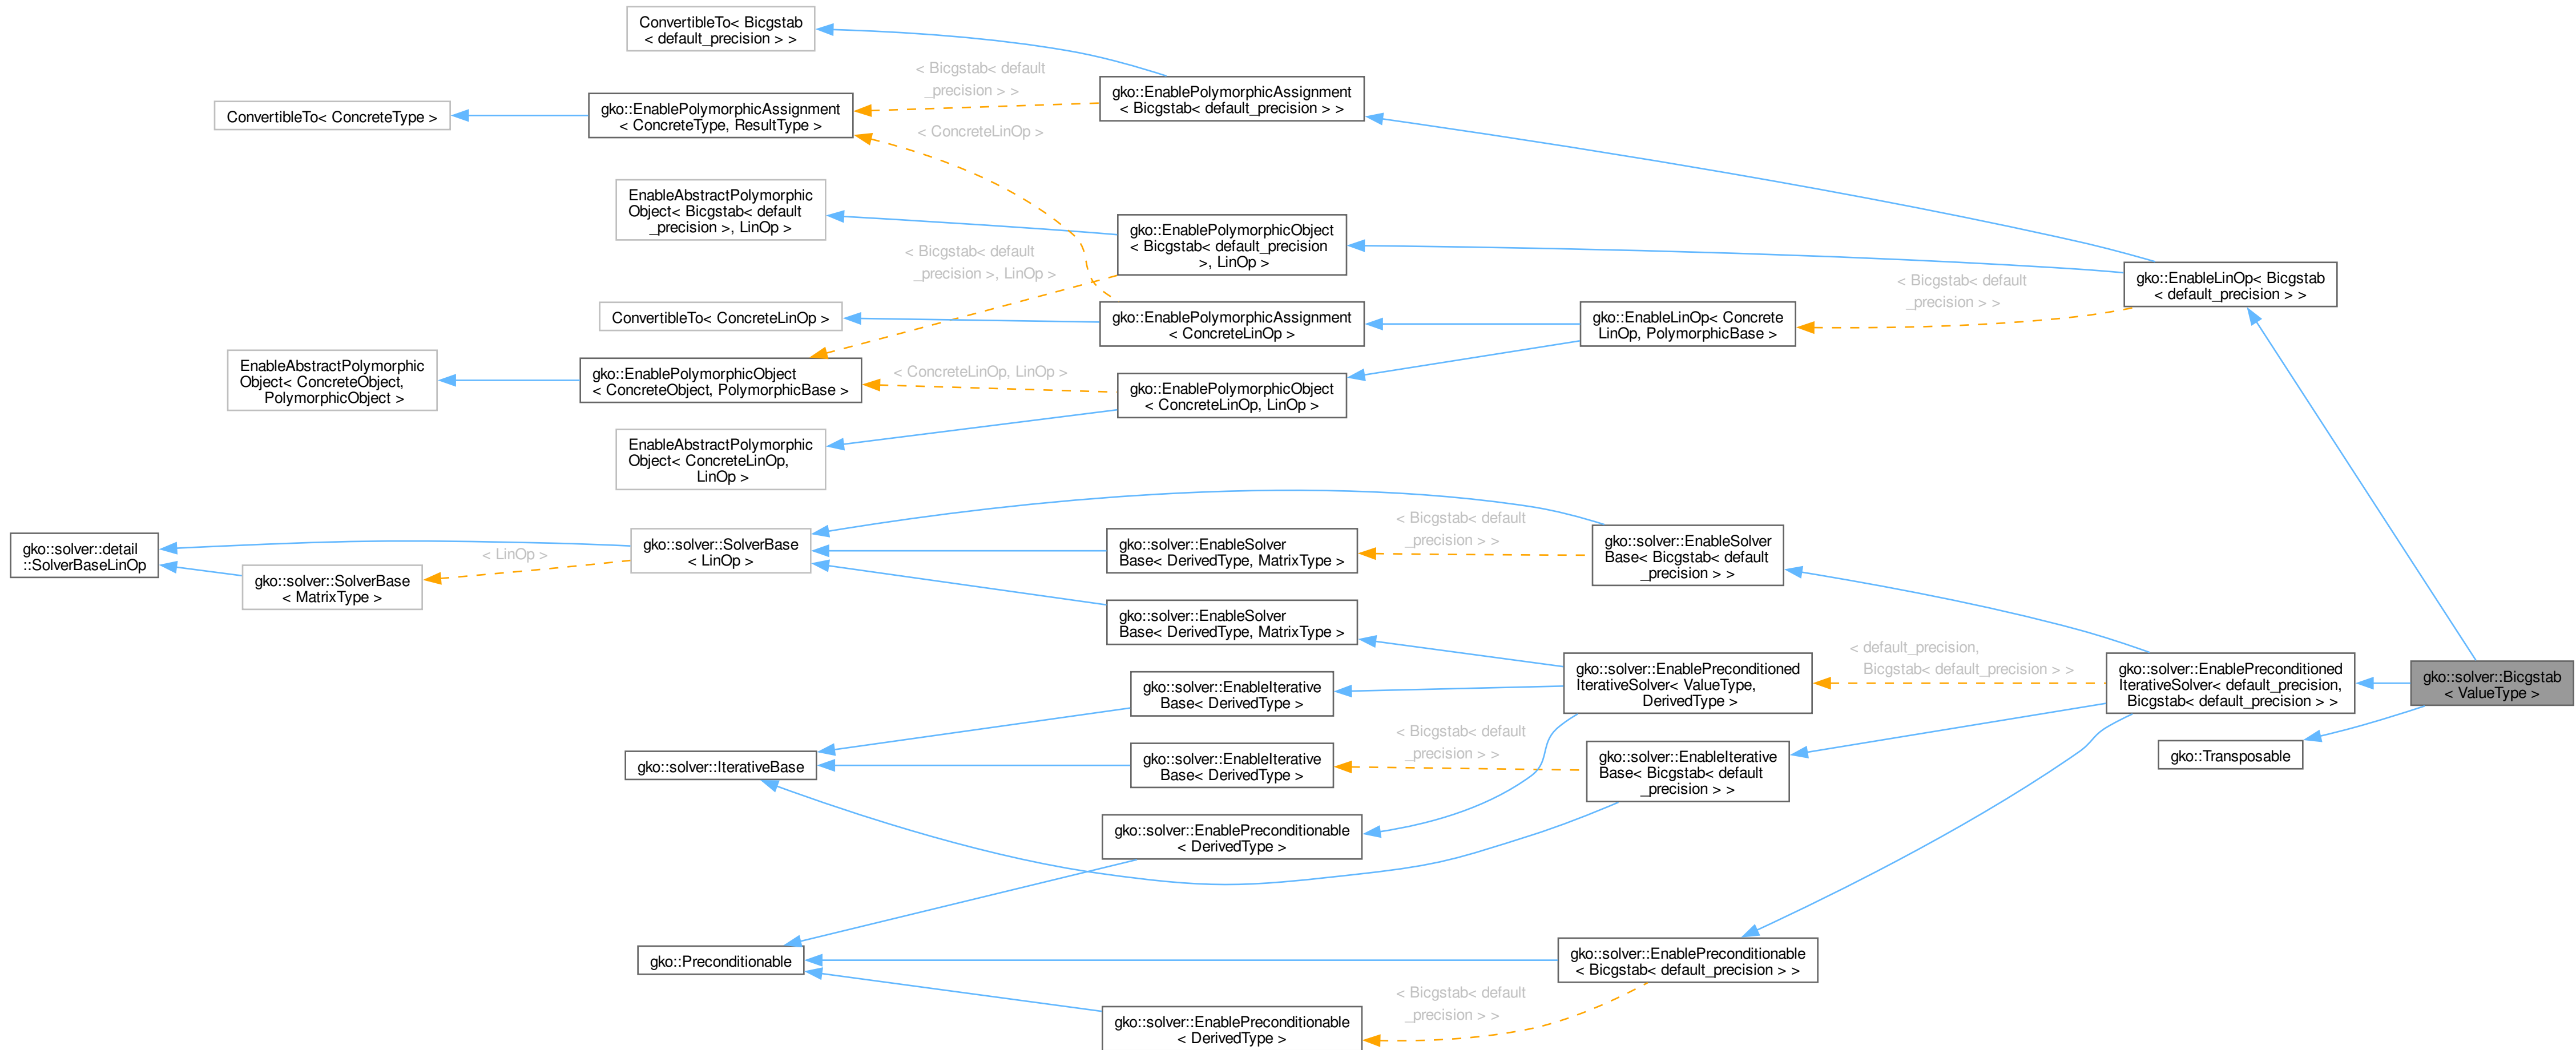 ConvertibleTo< Bicgstab
< default_precision > >
< Bicgstab< default
_precision > >
gko::EnablePolymorphicAssignment
< Bicgstab< default_precision > >
ConvertibleTo< ConcreteType >
gko::EnablePolymorphicAssignment
< ConcreteType, ResultType >
< ConcreteLinOp >
EnableAbstractPolymorphic
Object< Bicgstab< default
_precision >, LinOp >
gko::EnablePolymorphicObject
< Bicgstab< default_precision
>, LinOp >
< Bicgstab< default
_precision >, LinOp >
gko::EnableLinOp< Bicgstab
< default_precision > >
< Bicgstab< default
_precision > >
ConvertibleTo< ConcreteLinOp >
gko::EnablePolymorphicAssignment
< ConcreteLinOp >
gko::EnableLinOp< Concrete
LinOp, PolymorphicBase >
EnableAbstractPolymorphic
Object< ConcreteObject,
PolymorphicObject >
gko::EnablePolymorphicObject
< ConcreteObject, PolymorphicBase >
< ConcreteLinOp, LinOp >
gko::EnablePolymorphicObject
< ConcreteLinOp, LinOp >
EnableAbstractPolymorphic
Object< ConcreteLinOp,
LinOp >
gko::solver::detail
::SolverBaseLinOp
< LinOp >
gko::solver::SolverBase
< MatrixType >
gko::solver::SolverBase
< LinOp >
gko::solver::EnableSolver
Base< DerivedType, MatrixType >
< Bicgstab< default
_precision > >
gko::solver::EnableSolver
Base< Bicgstab< default
_precision > >
gko::solver::EnableSolver
Base< DerivedType, MatrixType >
gko::solver::EnablePreconditioned
IterativeSolver< ValueType,
DerivedType >
< default_precision,
Bicgstab< default_precision > >
gko::solver::EnablePreconditioned
IterativeSolver< default_precision,
Bicgstab< default_precision > >
gko::solver::Bicgstab
< ValueType >
gko::solver::EnableIterative
Base< DerivedType >
gko::solver::IterativeBase
gko::solver::EnableIterative
Base< DerivedType >
< Bicgstab< default
_precision > >
gko::solver::EnableIterative
Base< Bicgstab< default
_precision > >
gko::Transposable
gko::solver::EnablePreconditionable
< DerivedType >
gko::Preconditionable
gko::solver::EnablePreconditionable
< Bicgstab< default_precision > >
< Bicgstab< default
_precision > >
gko::solver::EnablePreconditionable
< DerivedType >